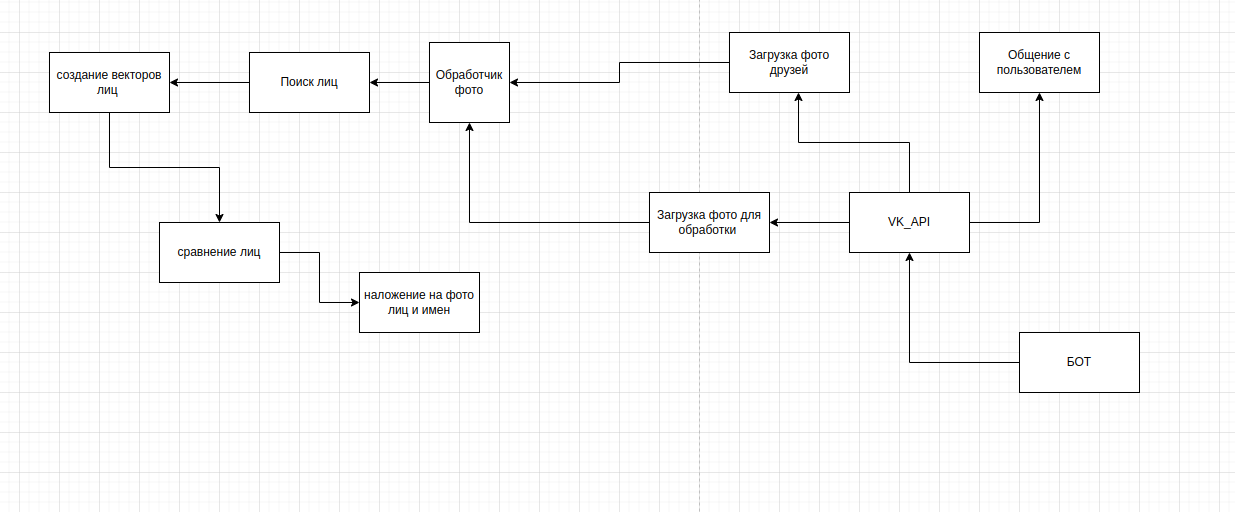 создание векторов
лиц
Поиск лиц
Обработчик
фото
Загрузка фото
друзей
Общение с
пользователем
Загрузка фото для
обработки
VK_API
сравнение лиц
наложение на фото
лиц и имен
БОТ